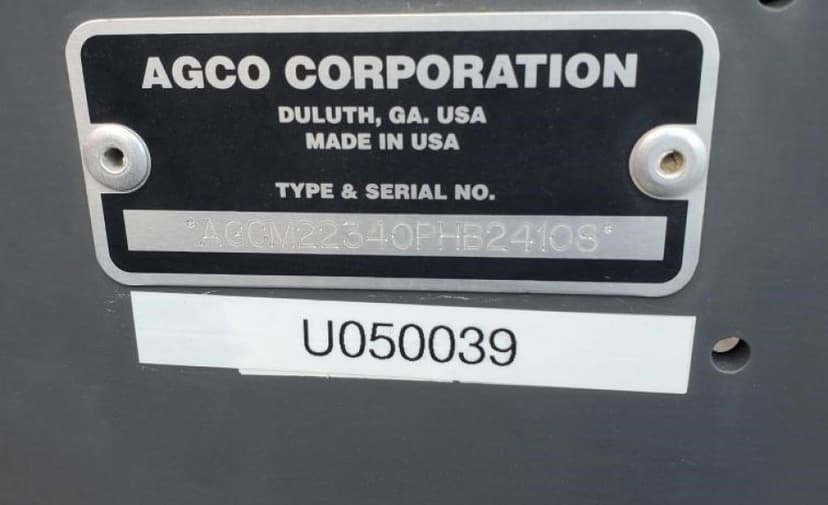 AGCO CORPORATION
DULUTH, GA. USA
MADE IN USA
TYPE & SERIAL NO.
*AGCM22340PHB24108*
U050039